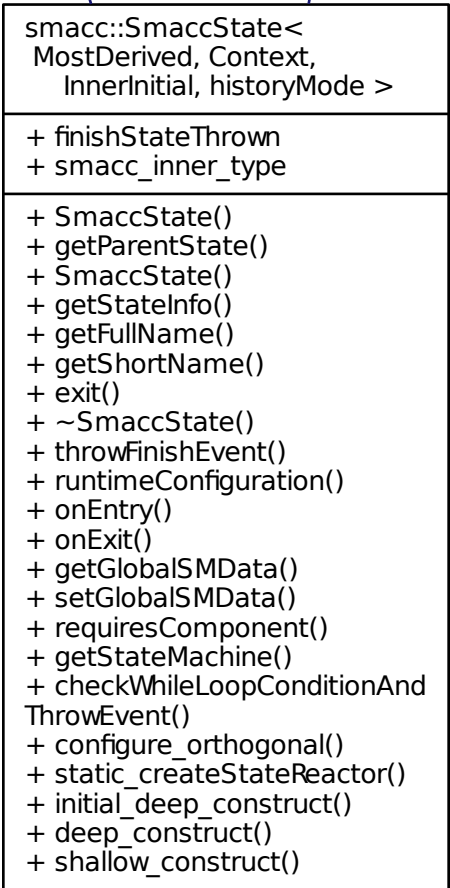 smacc::SmaccState<
MostDerived, Context,
InnerInitial, historyMode >
+ finishStateThrown
+ smacc_inner_type
+ SmaccState()
+ getParentState()
+ SmaccState()
+ getStateInfo()
+ getFullName()
+ getShortName()
+ exit()
+ ~SmaccState()
+ throwFinishEvent()
+ runtimeConfiguration()
+ onEntry()
+ onExit()
+ getGlobalSMData()
+ setGlobalSMData()
+ requiresComponent()
+ getStateMachine()
+ checkWhileLoopConditionAnd
ThrowEvent()
+ configure_orthogonal()
+ static_createStateReactor()
+ initial_deep_construct()
+ deep_construct()
+ shallow_construct()